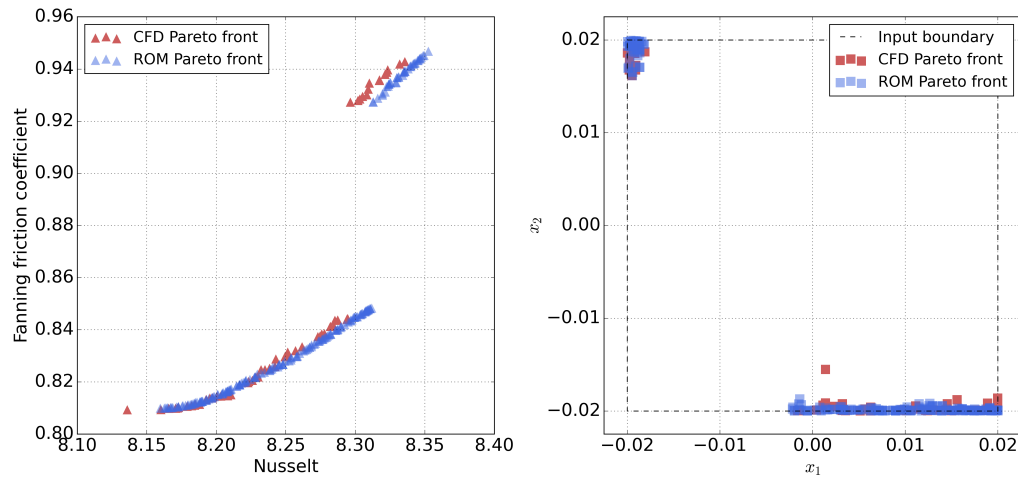 0.96
0.94
0.92
0.90
0.88
0.86
0.84
0.82
0.80
Fanning friction coefficient
8.10 8.15 8.20 8.25 8.30 8.35 8.40
Nusselt
CFD Pareto front
ROM Pareto front
0.02
0.01
0.00
−0.01
−0.02
x_2
−0.02 −0.01 0.00 0.01 0.02
x_1
Input boundary
CFD Pareto front
ROM Pareto front